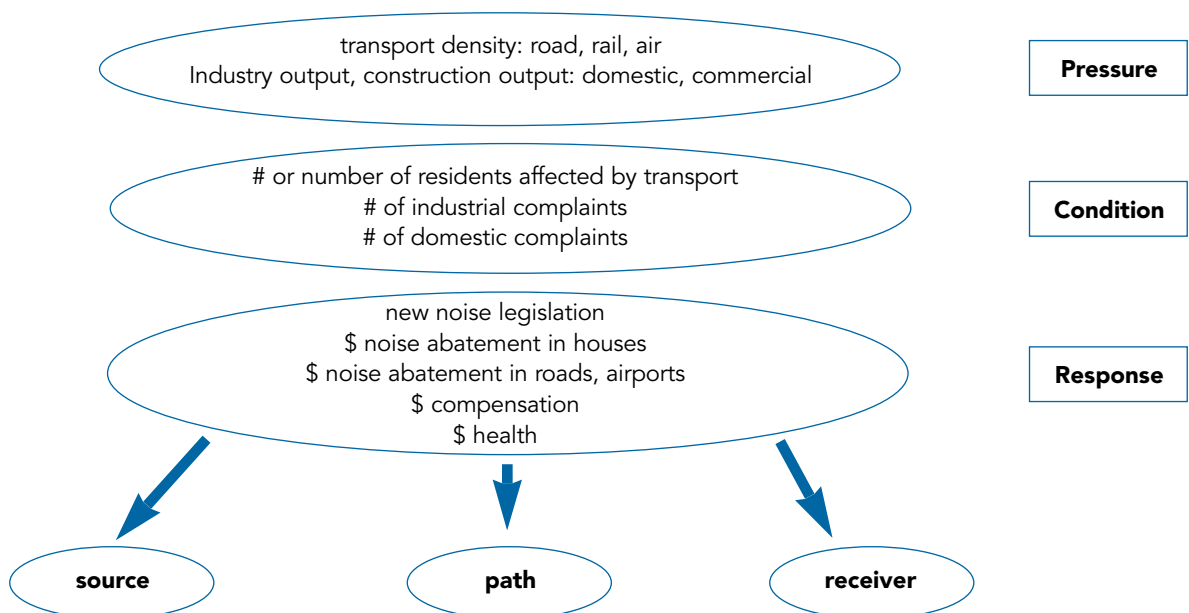 transport density: road, rail, air
Industry output, construction output: domestic, commercial
Pressure
# or number of residents affected by transport
# of industrial complaints
# of domestic complaints
Condition
new noise legislation
$ noise abatement in houses
$ noise abatement in roads, airports
$ compensation
$ health
Response
source
path
receiver